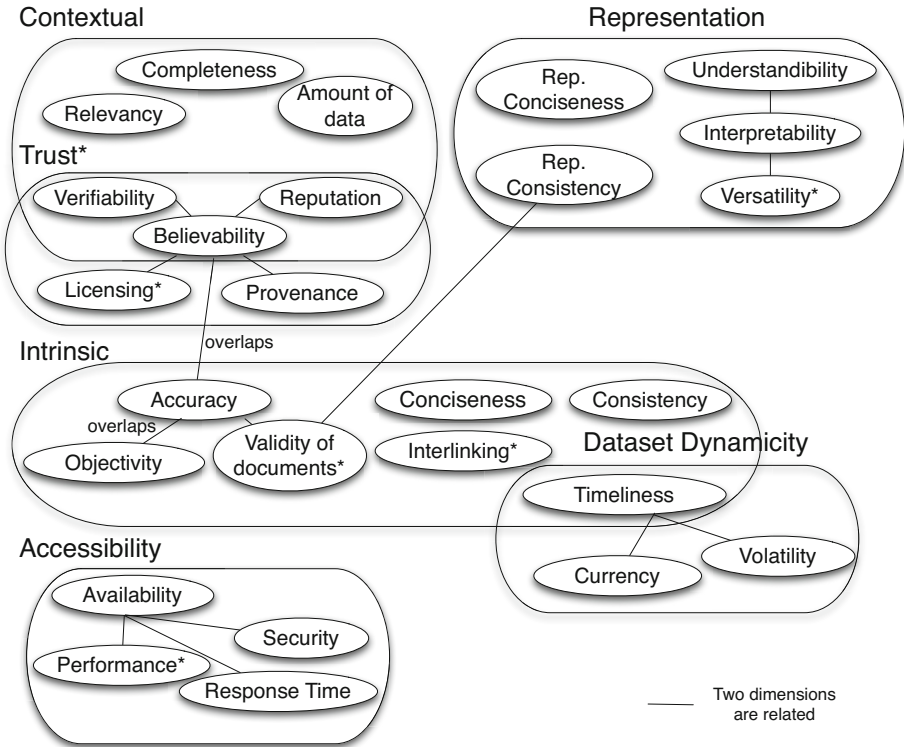 Contextual
Completeness
Relevancy
Amount of
data
Trust*
Verifiability
Reputation
Believability
Licensing*
Provenance
overlaps
Representation
Rep.
Conciseness
Understandibility
Interpretability
Rep.
Consistency
Versatility*
Intrinsic
Accuracy
Conciseness
Consistency
overlaps
Objectivity
Validity of
documents*
Interlinking*
Dataset Dynamicity
Timeliness
Currency
Volatility
Accessibility
Availability
Security
Performance*
Response Time
Two dimensions
are related